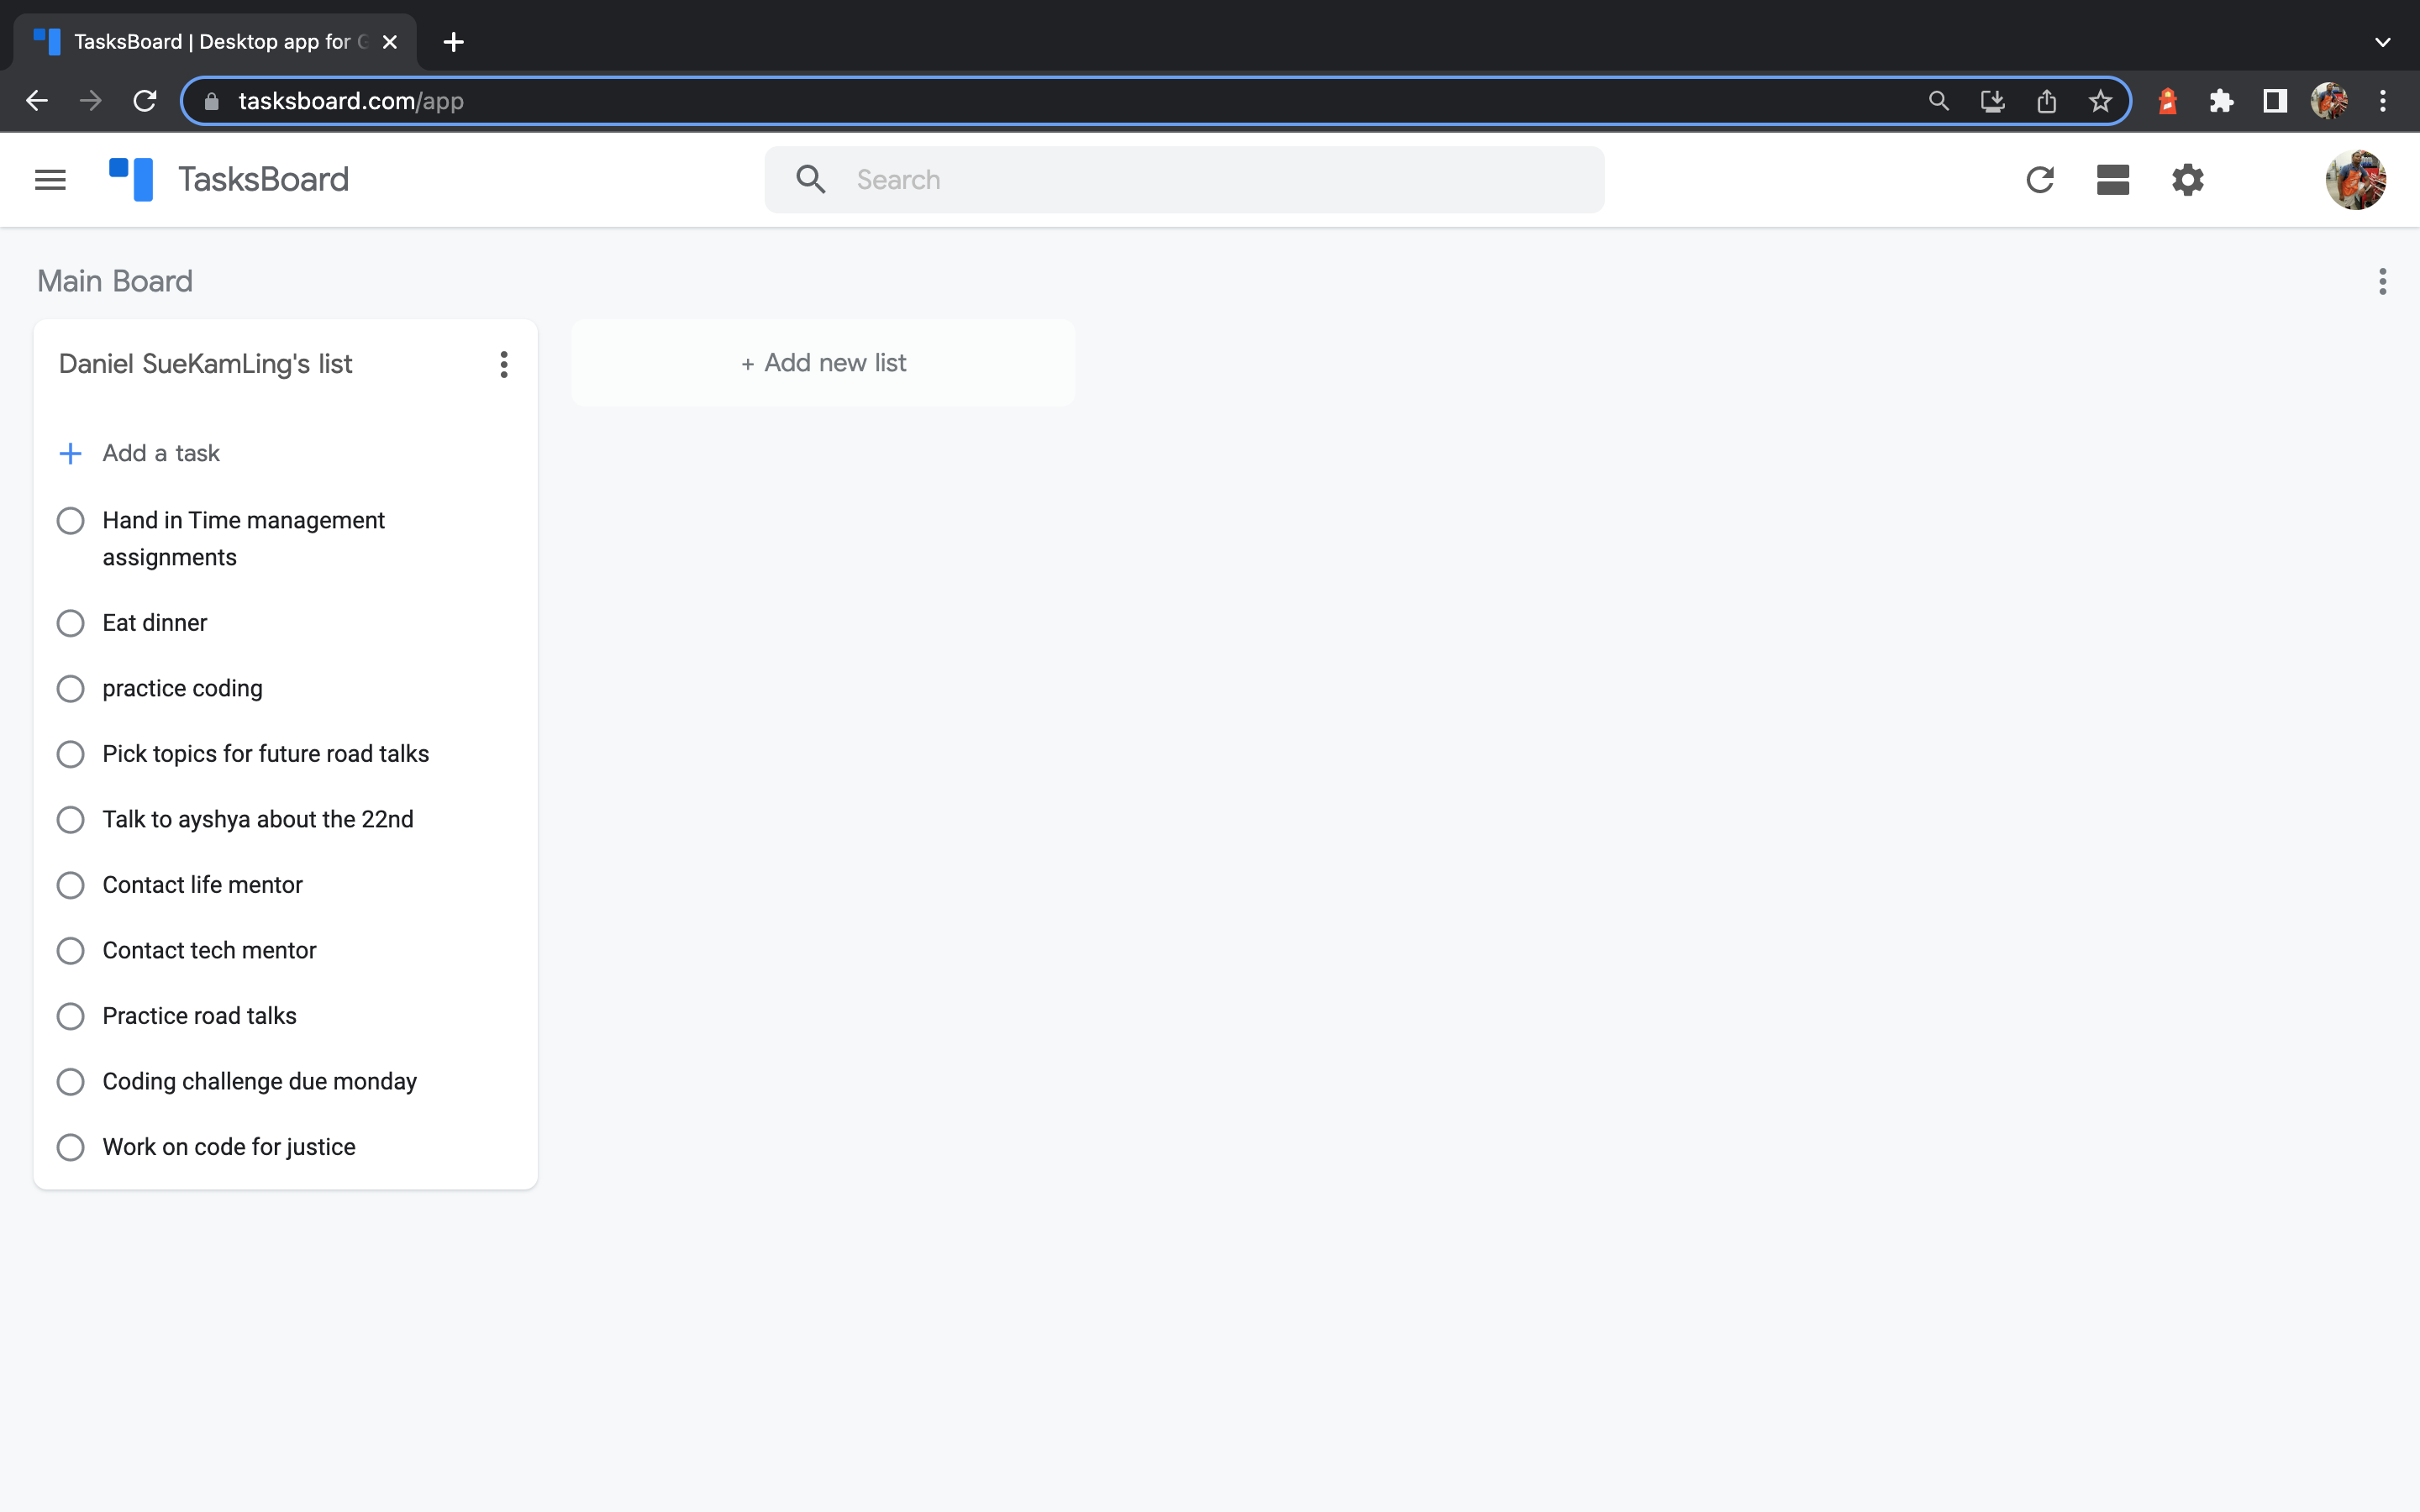 TasksBoard | Desktop app for G
tasksboard.com/app
TasksBoard
Search
Main Board
Daniel SueKamLing's list
+ Add new list
Add a task
Hand in Time management
assignments
Eat dinner
practice coding
Pick topics for future road talks
Talk to ayshya about the 22nd
Contact life mentor
Contact tech mentor
Practice road talks
Coding challenge due monday
Work on code for justice